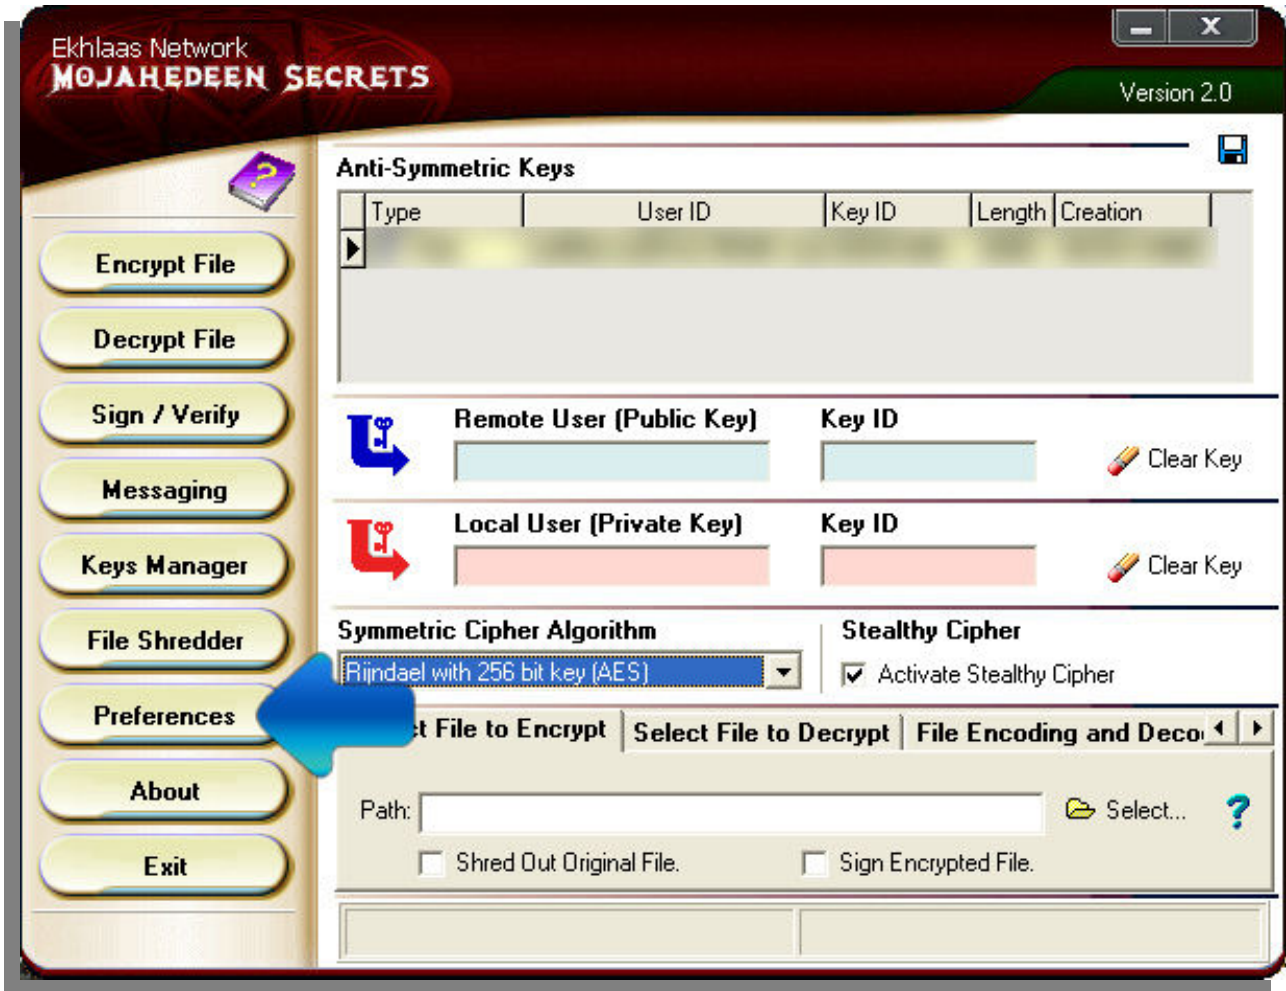 Ekhlaas Network
MOJAHEDEEN SECRETS
Version 2.0
Anti-Symmetric Keys
Type User ID Key ID Length Creation
Encrypt File
Decrypt File
Sign / Verify
Messaging
Keys Manager
File Shredder
Preferences
About
Exit
Remote User (Public Key) Key ID
Clear Key
Local User (Private Key) Key ID
Clear Key
Symmetric Cipher Algorithm
Rijndael with 256 bit key (AES)
Stealthy Cipher
Activate Stealthy Cipher
File to Encrypt Select File to Decrypt File Encoding and
Path: Select... ?
Shred Out Original File. Sign Encrypted File.